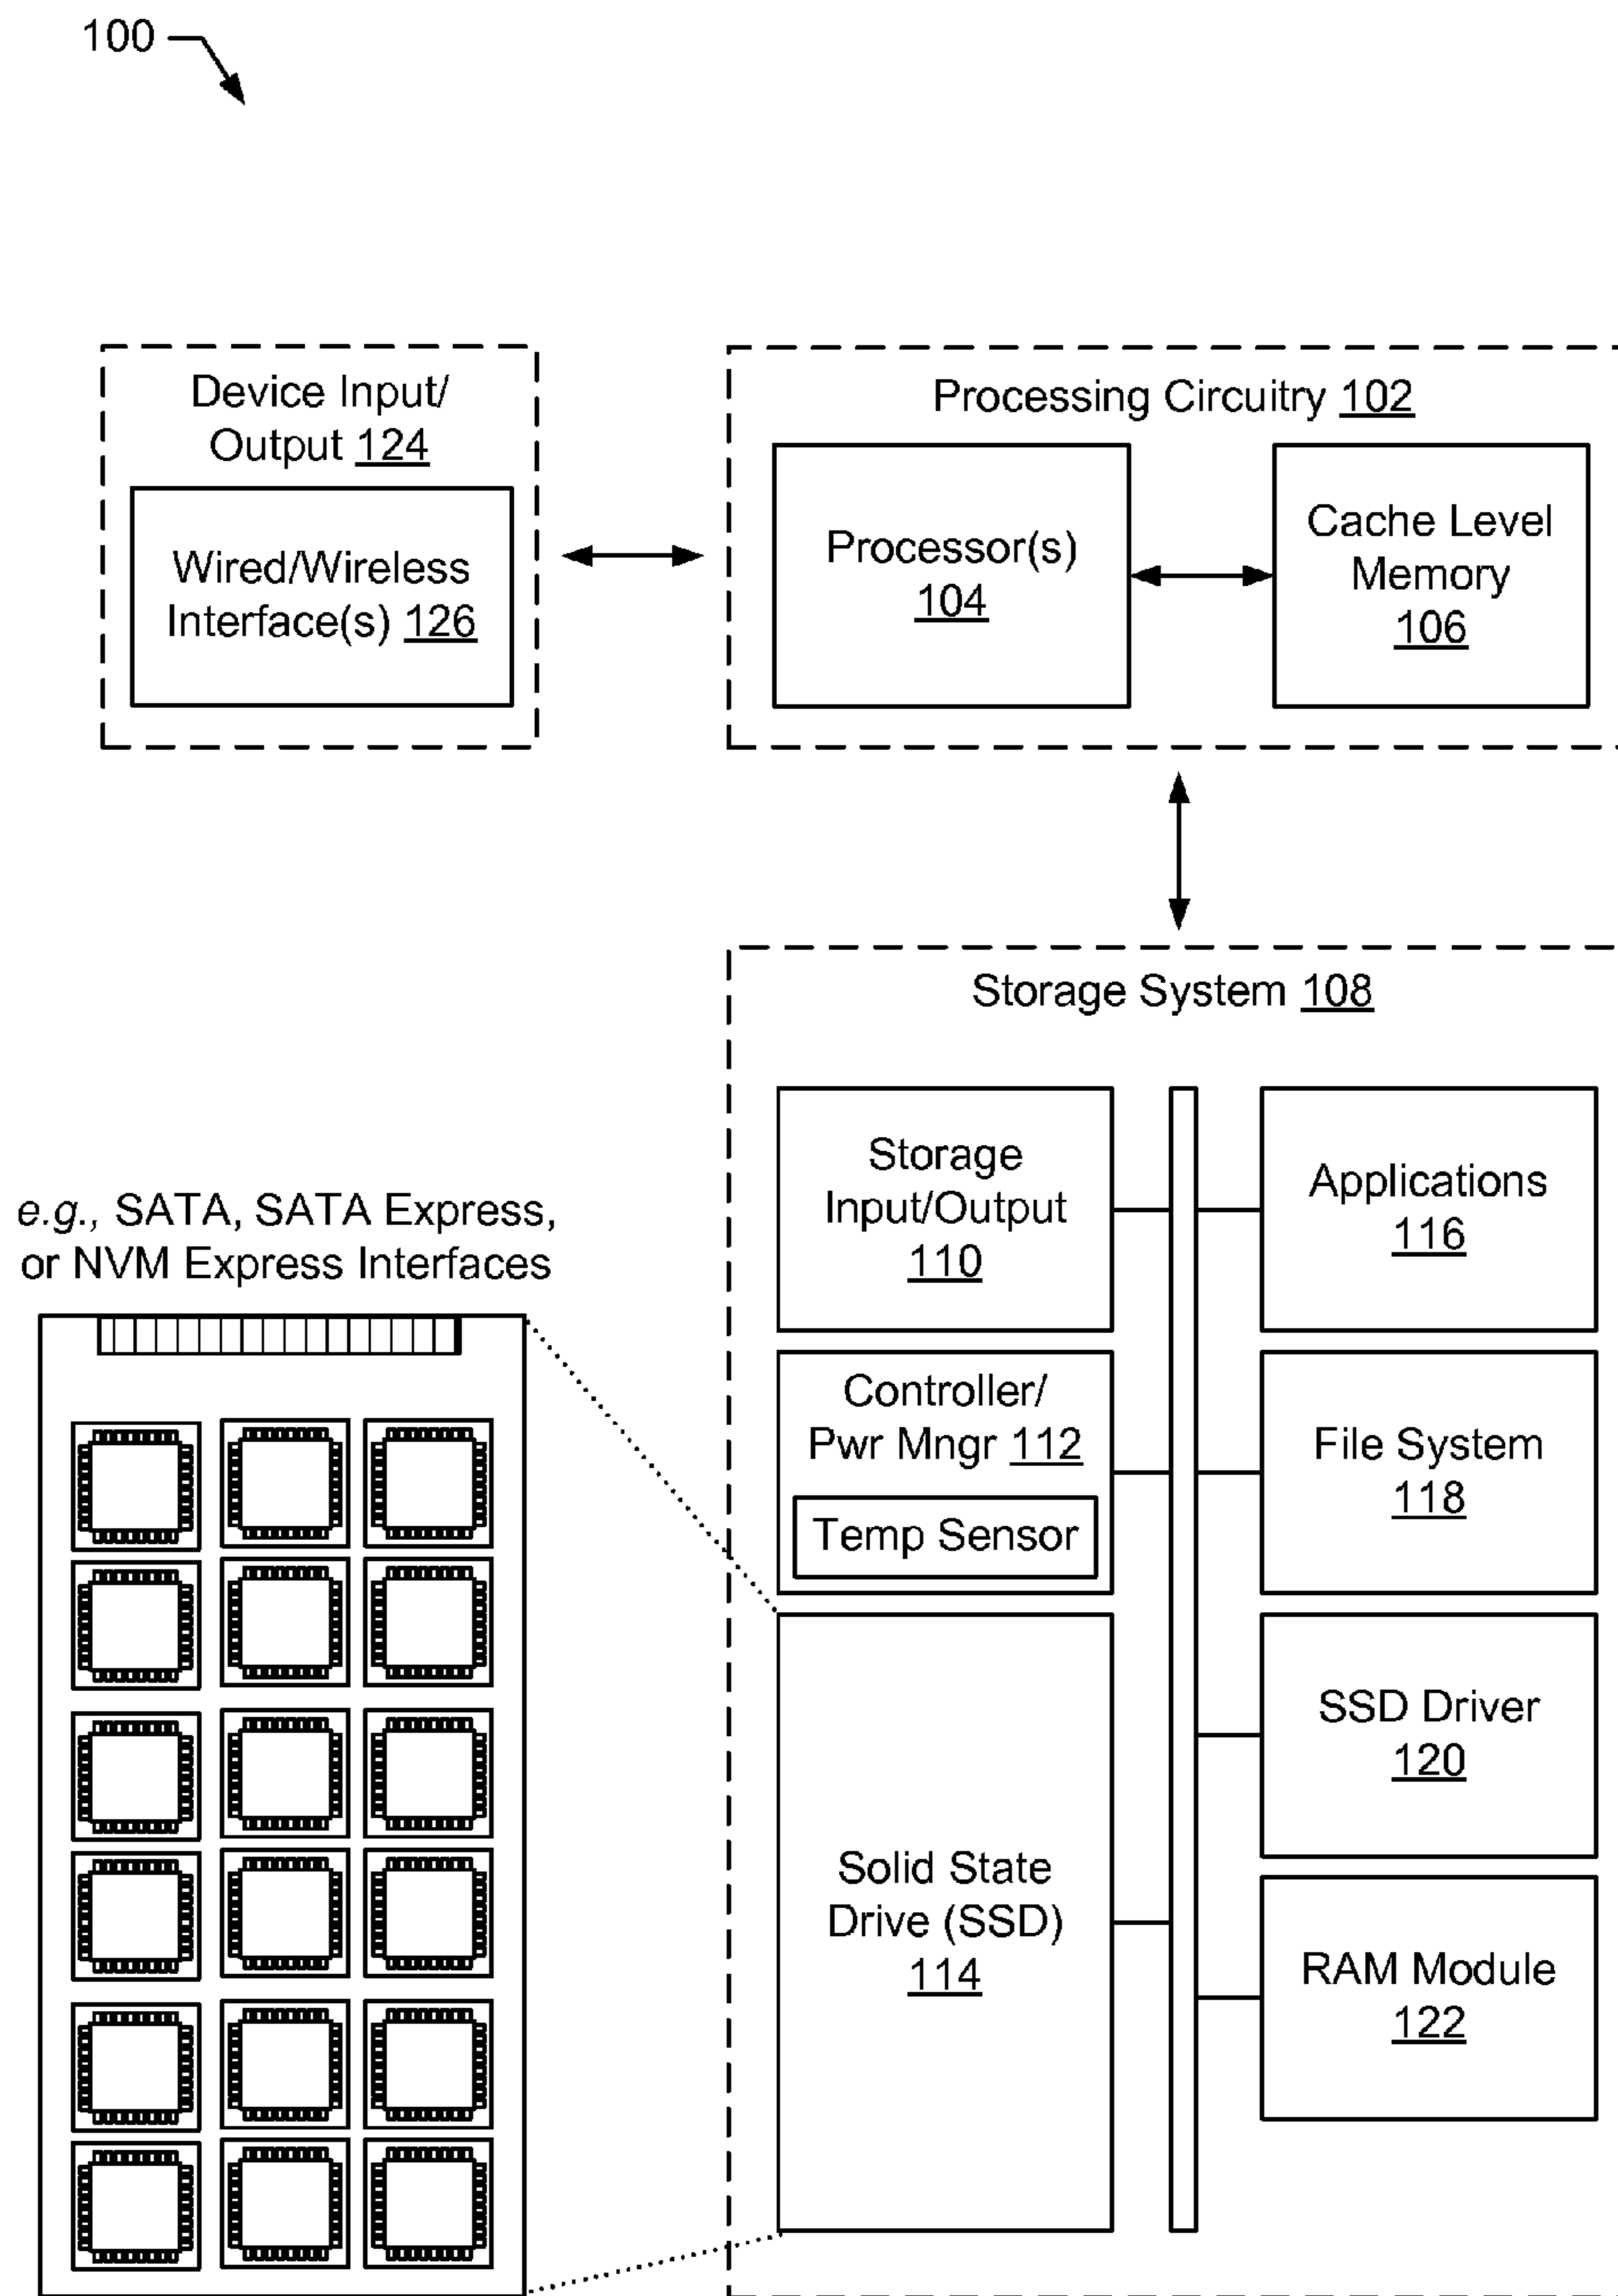 100
Device Input/
Output 124
Wired/Wireless
Interface(s) 126
Processing Circuitry 102
Processor(s)
104
Cache Level
Memory
106
Storage System 108
Storage
Input/Output
110
Applications
116
Controller/
Pwr Mngr 112
Temp Sensor
File System
118
Solid State
Drive (SSD)
114
SSD Driver
120
RAM Module
122
e.g., SATA, SATA Express,
or NVM Express Interfaces